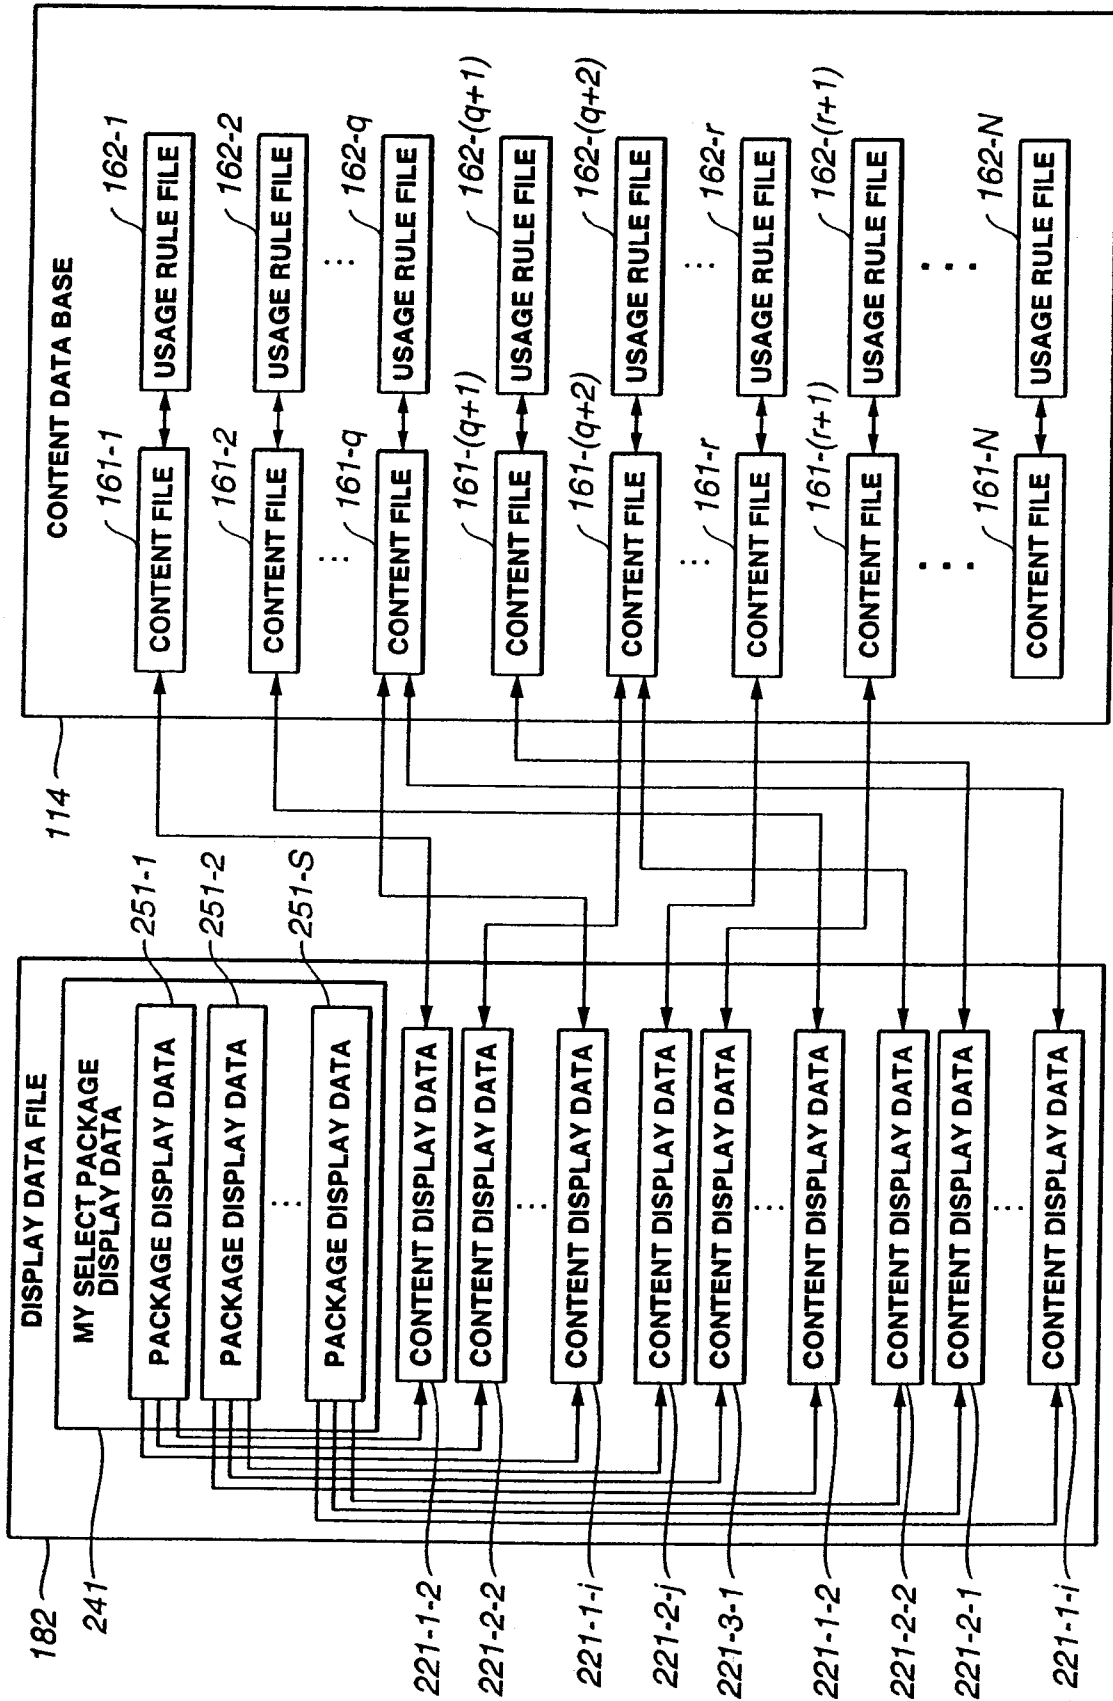 DISPLAY DATA FILE
MY SELECT PACKAGE
DISPLAY DATA
PACKAGE DISPLAY DATA
PACKAGE DISPLAY DATA
...
PACKAGE DISPLAY DATA
251-1
251-2
251-S
CONTENT DISPLAY DATA
CONTENT DISPLAY DATA
...
CONTENT DISPLAY DATA
CONTENT DISPLAY DATA
CONTENT DISPLAY DATA
...
CONTENT DISPLAY DATA
CONTENT DISPLAY DATA
CONTENT DISPLAY DATA
...
CONTENT DISPLAY DATA
182
241
221-1-2
221-2-2
221-1-i
221-2-j
221-3-1
221-1-2
221-2-2
221-2-1
221-1-i
114
CONTENT DATA BASE
161-1
162-1
CONTENT FILE
USAGE RULE FILE
161-2
162-2
CONTENT FILE
USAGE RULE FILE
...
...
161-q
162-q
CONTENT FILE
USAGE RULE FILE
161-(q+1)
162-(q+1)
CONTENT FILE
USAGE RULE FILE
161-(q+2)
162-(q+2)
CONTENT FILE
USAGE RULE FILE
...
...
161-r
162-r
CONTENT FILE
USAGE RULE FILE
161-(r+1)
162-(r+1)
CONTENT FILE
USAGE RULE FILE
...
...
161-N
162-N
CONTENT FILE
USAGE RULE FILE